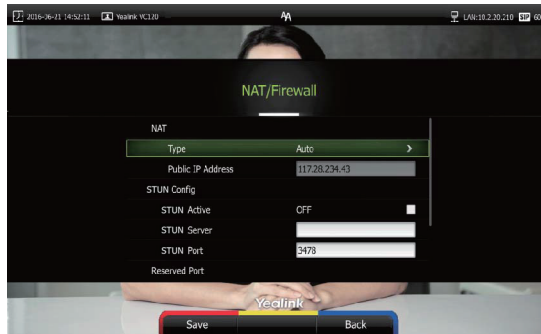 2016-06-21 14:52:11 Yealink VC120 LAN:10.2.20.210 SIP 60
NAT/Firewall
NAT
Type Auto
Public IP Address 117.28.234.43
STUN Config
STUN Active OFF
STUN Server
STUN Port 3478
Reserved Port
Yealink
Save Back